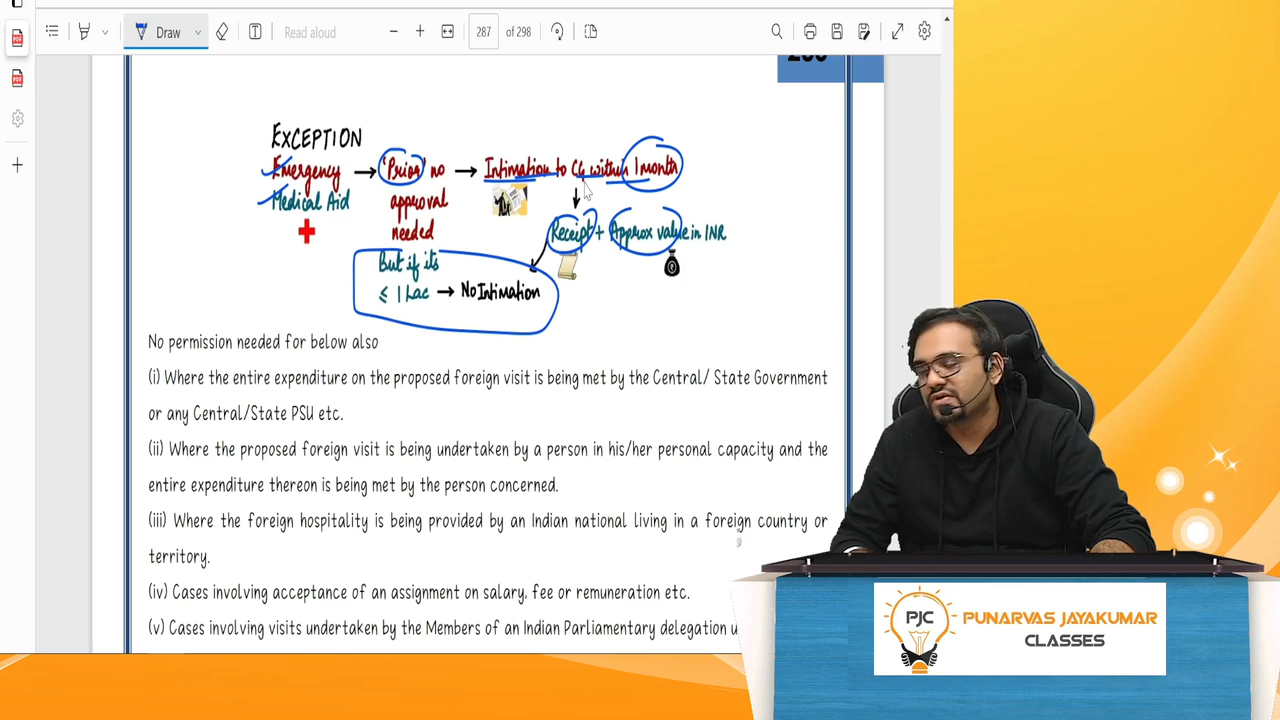 Draw
Read aloud
287 of 298
EXCEPTION
Emergency → 'Prior' no → Intimation to CG within 1 month
Medical Aid approval
needed
Receipt + Approx value in INR
But if its
≤ 1 Lac → No Intimation
No permission needed for below also
(i) Where the entire expenditure on the proposed foreign visit is being met by the Central/ State Government
or any Central/State PSU etc.
(ii) Where the proposed foreign visit is being undertaken by a person in his/her personal capacity and the
entire expenditure thereon is being met by the person concerned.
(iii) Where the foreign hospitality is being provided by an Indian national living in a foreign country or
territory.
(iv) Cases involving acceptance of an assignment on salary, fee or remuneration etc.
(v) Cases involving visits undertaken by the Members of an Indian Parliamentary delegation u
PJC
PUNARVAS JAYAKUMAR
CLASSES